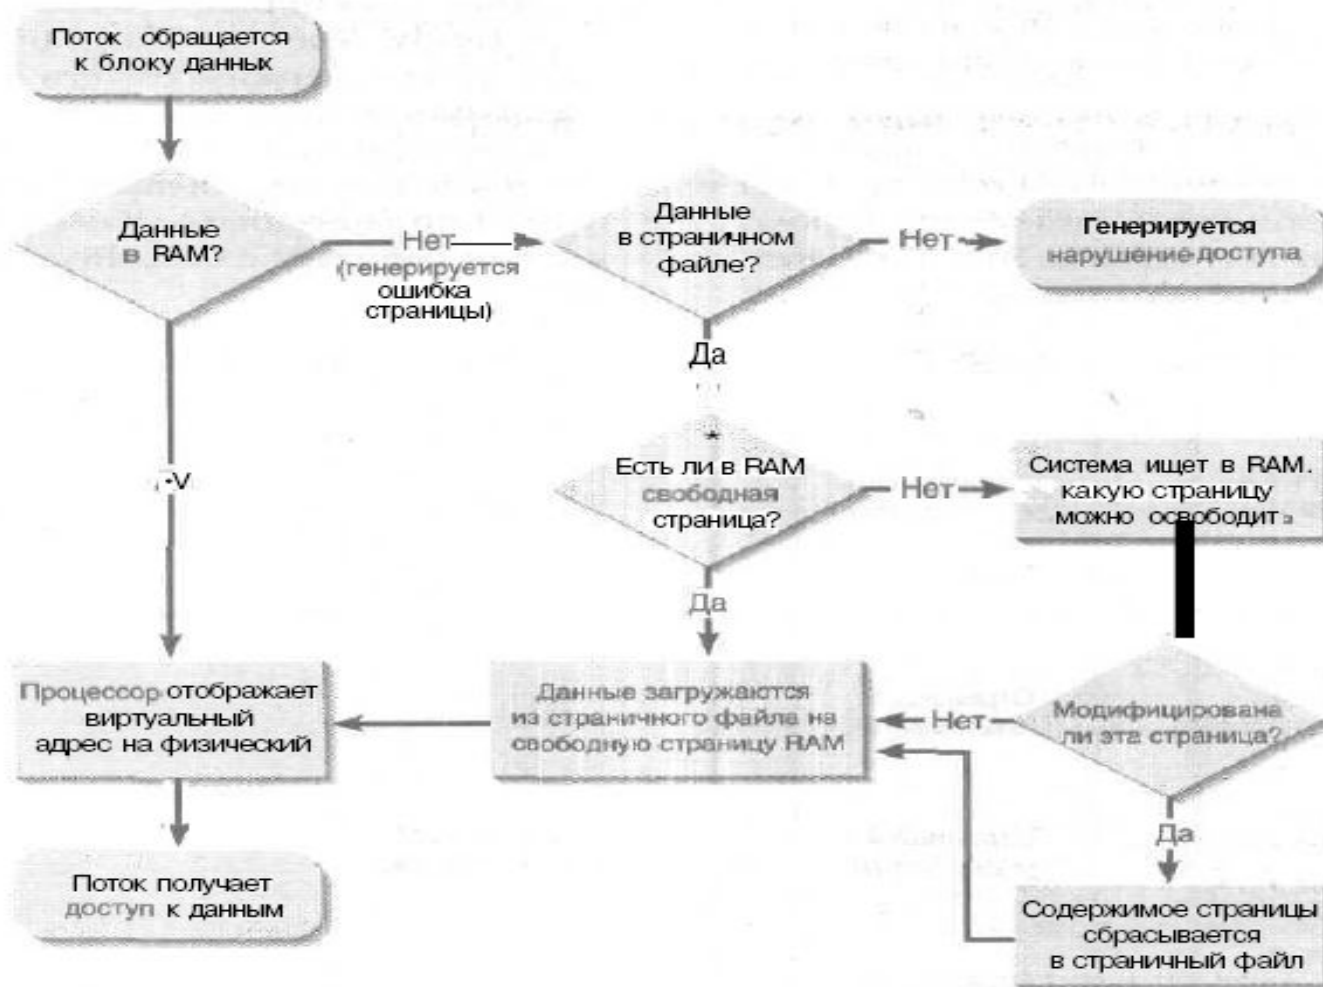 Поток обращается
к блоку данных
Данные
в RAM?
Нет
(генерируется
ошибка
страницы)
Данные
в страничном
файле?
Нет
Генерируется
нарушение доступа
Да
*
Есть ли в RAM
свободная
страница?
Нет
Система ищет в RAM.
какую страницу
можно освободит
Да
-V
Процессор отображает
виртуальный
адрес на физический
Данные загружаются
из страничного файла на
свободную страницу RAM
Нет
Модифицирована
ли эта страница?
Да
Поток получает
доступ к данным
Содержимое страницы
сбрасывается
в страничный файл